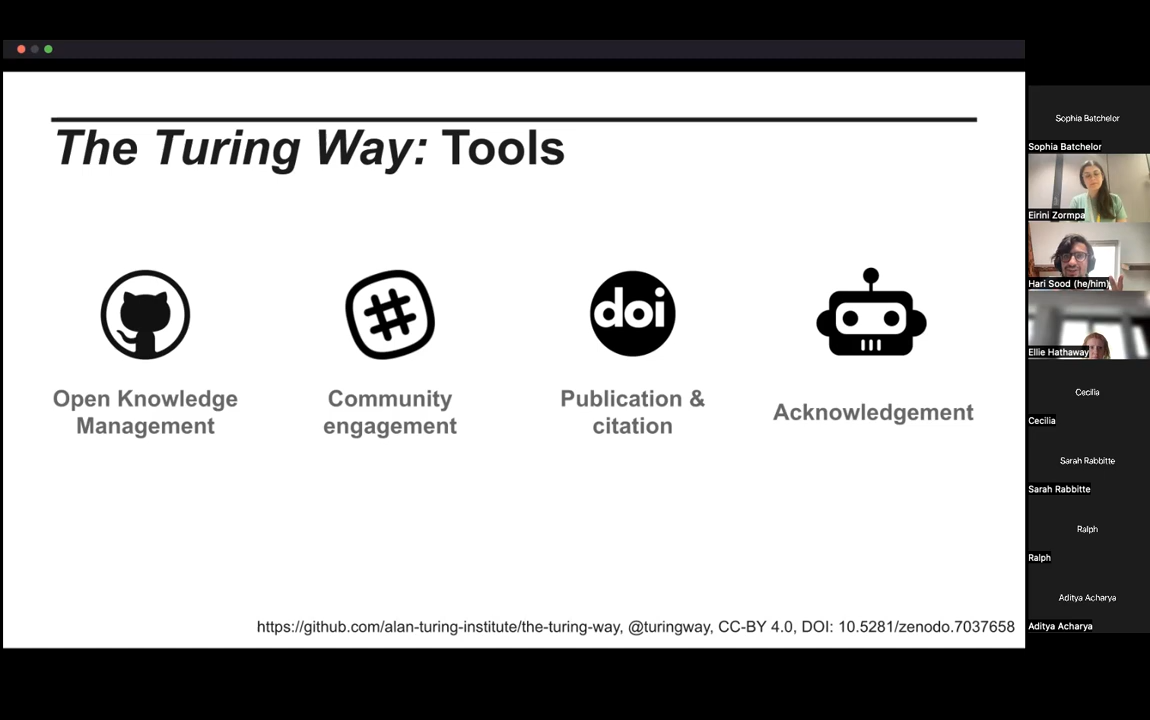 The Turing Way: Tools
doi
Open Knowledge
Management
Community
engagement
Publication &
citation
Acknowledgement
https://github.com/alan-turing-institute/the-turing-way, @turingway, CC-BY 4.0, DOI: 10.5281/zenodo.7037658
Sophia Batchelor
Sophia Batchelor
Eirini Zormpa
Hari Sood (he/him)
Ellie Hathaway
Cecilia
Cecilia
Sarah Rabbitte
Sarah Rabbitte
Ralph
Ralph
Aditya Acharya
Aditya Acharya